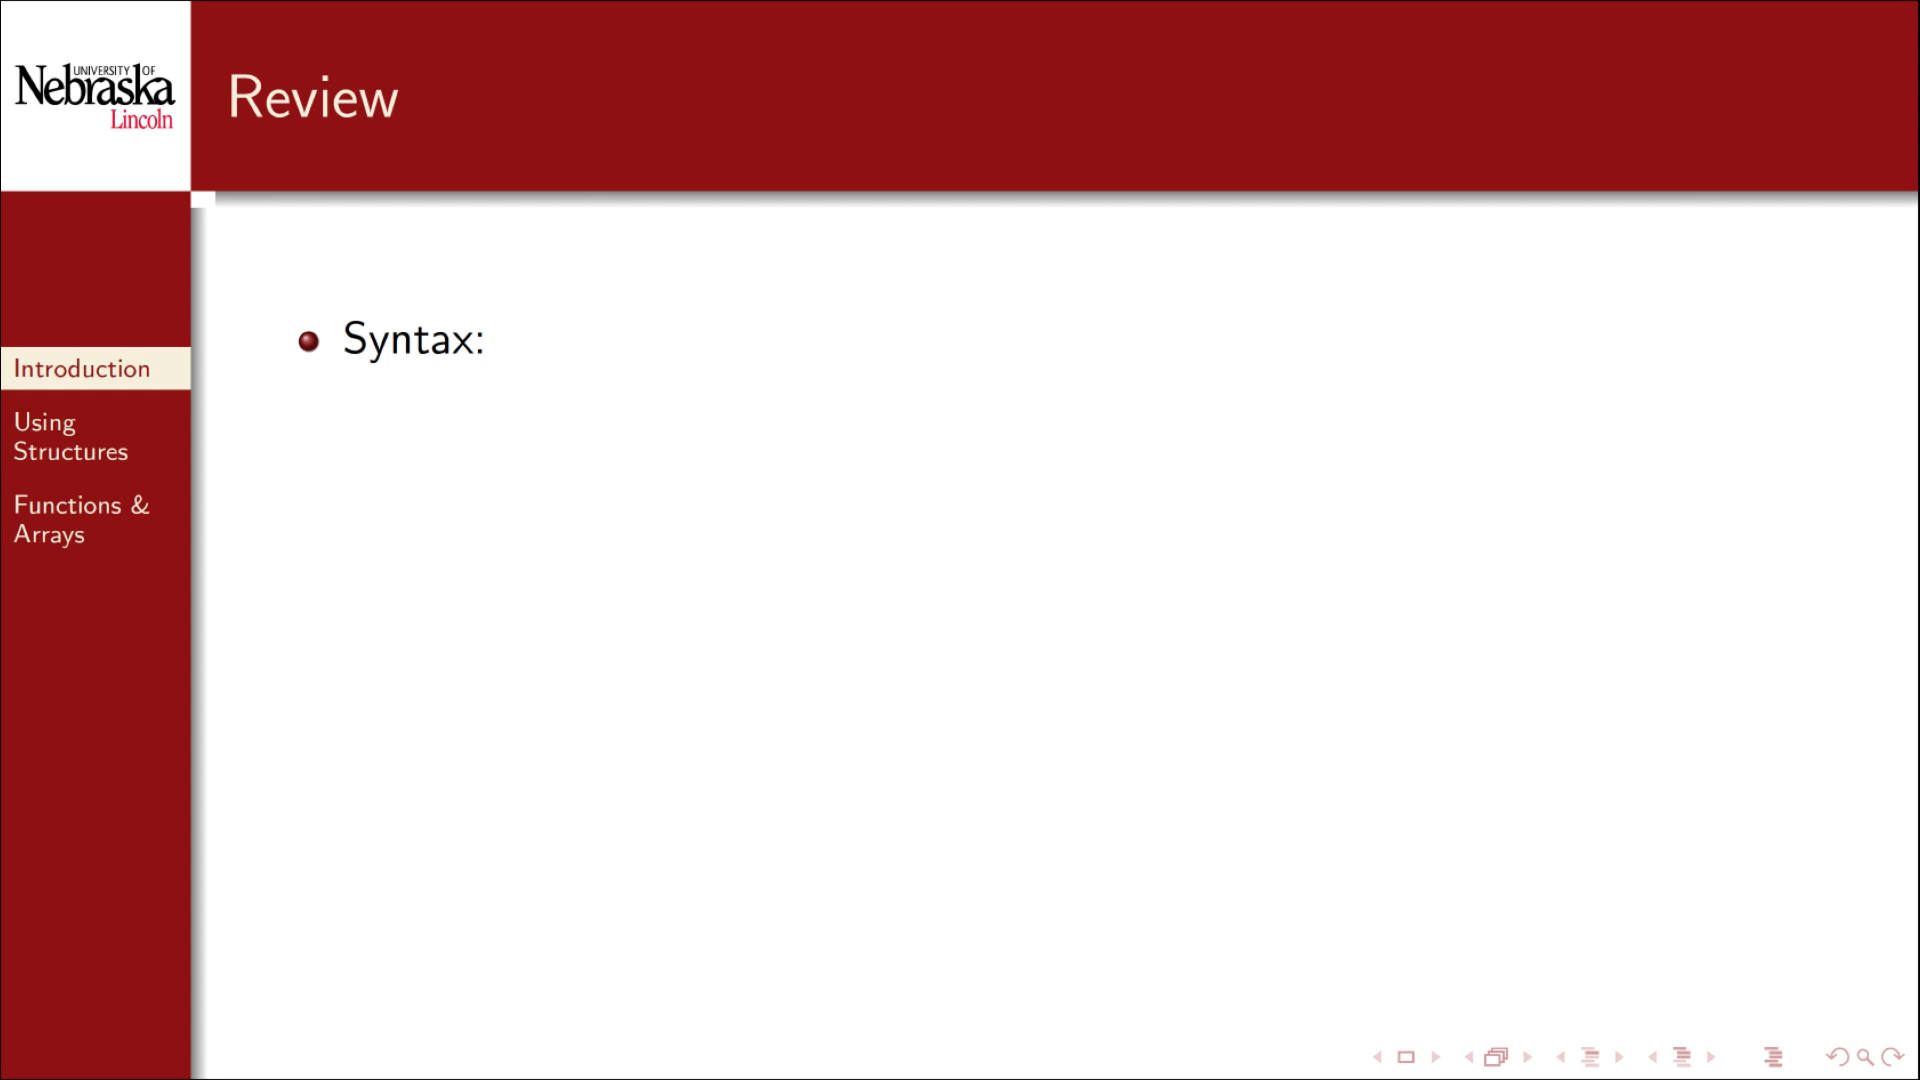 UNIVERSITY OF
Nebraska
Lincoln
Review
Introduction
Using
Structures
Functions &
Arrays
Syntax: